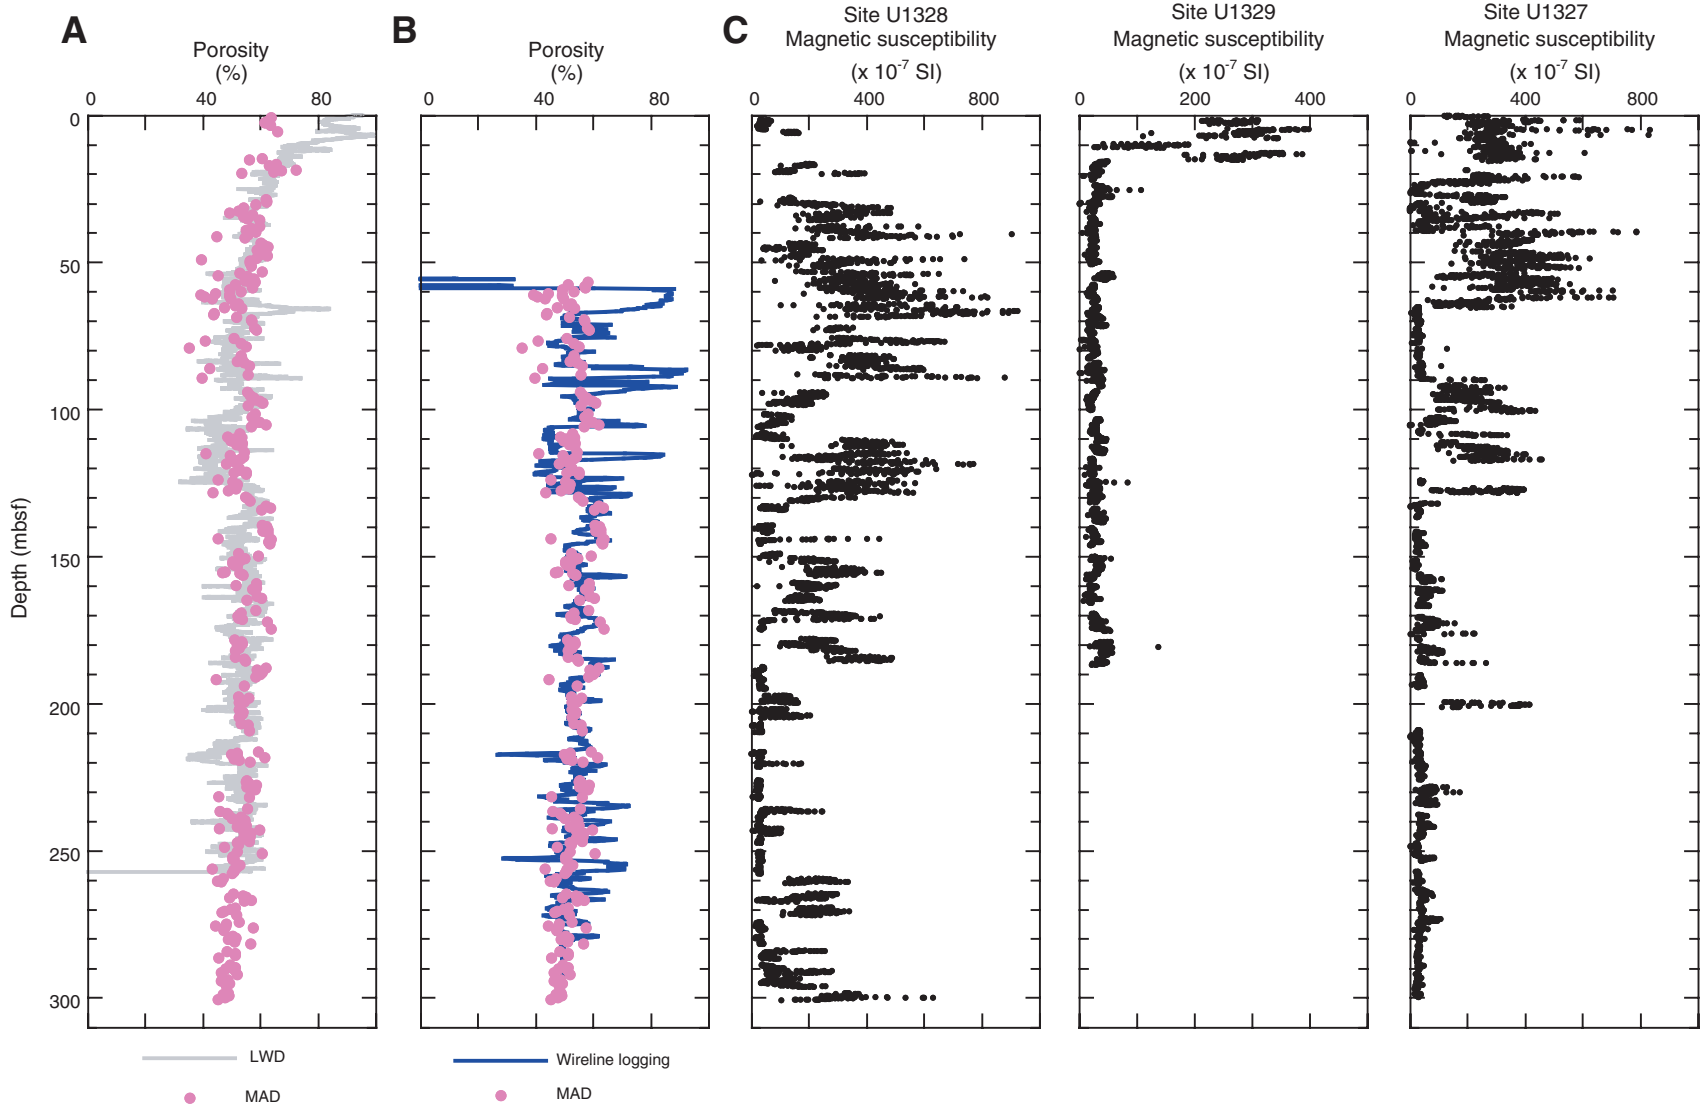 A
Porosity
(%)
0 40 80
B
Porosity
(%)
0 40 80
C
Site U1328
Magnetic susceptibility
(x 10⁻⁷ SI)
0 400 800
Site U1329
Magnetic susceptibility
(x 10⁻⁷ SI)
0 200 400
Site U1327
Magnetic susceptibility
(x 10⁻⁷ SI)
0 400 800
Depth (mbsf)
0
50
100
150
200
250
300
LWD
MAD
Wireline logging
MAD